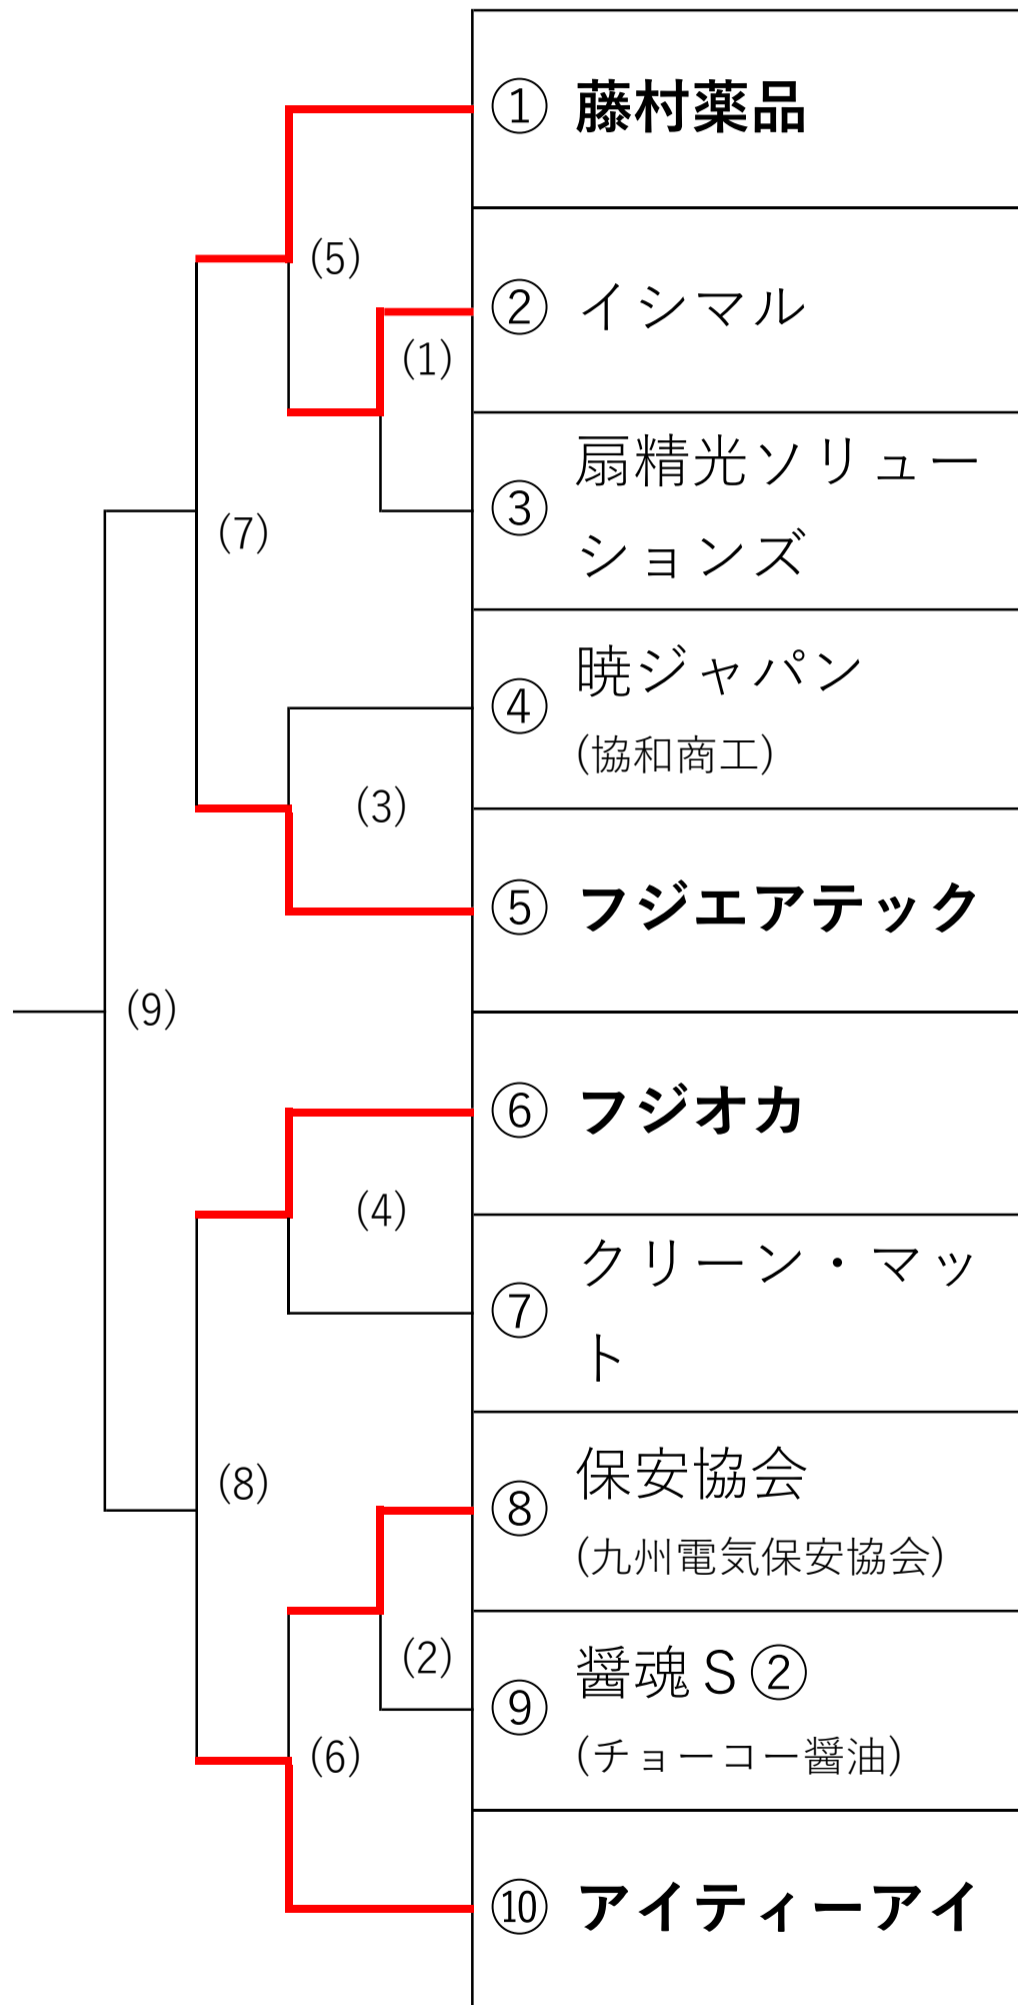 ① 藤村薬品
(5)
② イシマル
(1)
③ 扇精光ソリュー
ションズ
(7)
④ 暁ジャパン
(協和商工)
(3)
⑤ フジエアテック
(9)
⑥ フジオカ
(4)
⑦ クリーン・マッ
ト
(8)
⑧ 保安協会
(九州電気保安協会)
(2)
⑨ 醤魂S②
(チョーコー醤油)
(6)
⑩ アイティーアイ